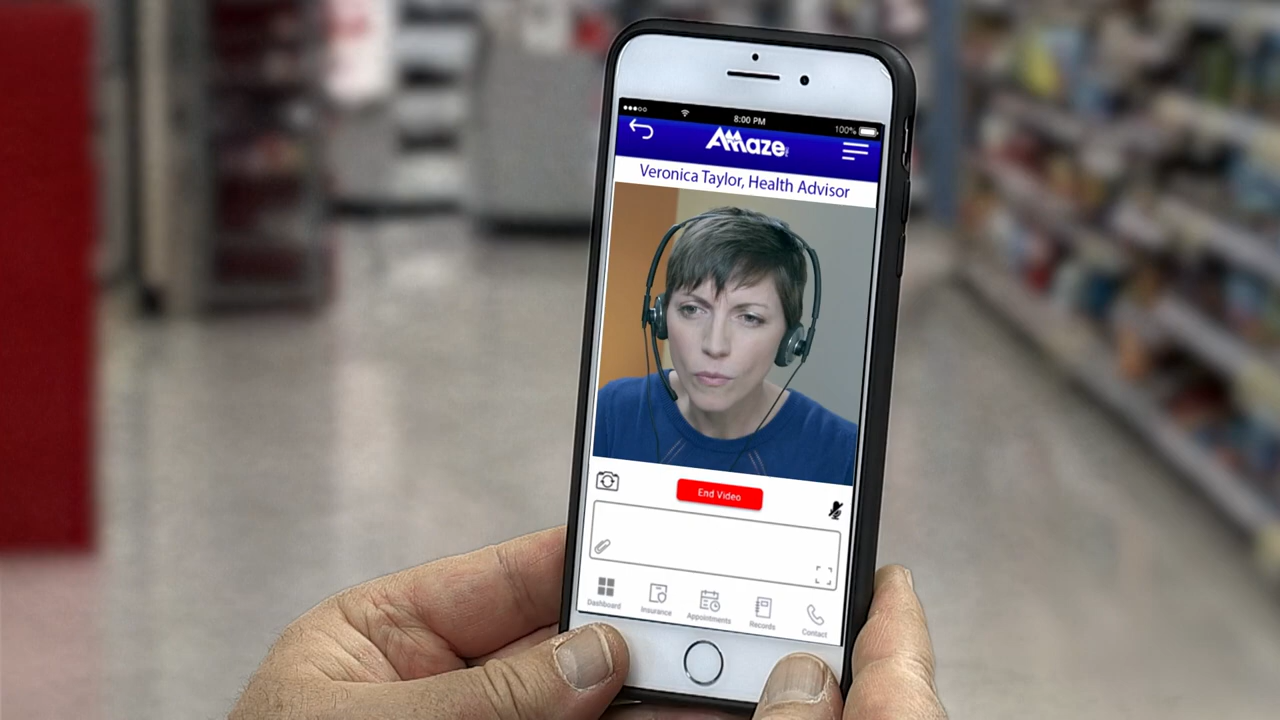 8:00 PM
100%
AMaze
Veronica Taylor, Health Advisor
End Video
Dashboard
Insurance
Appointments
Records
Contact